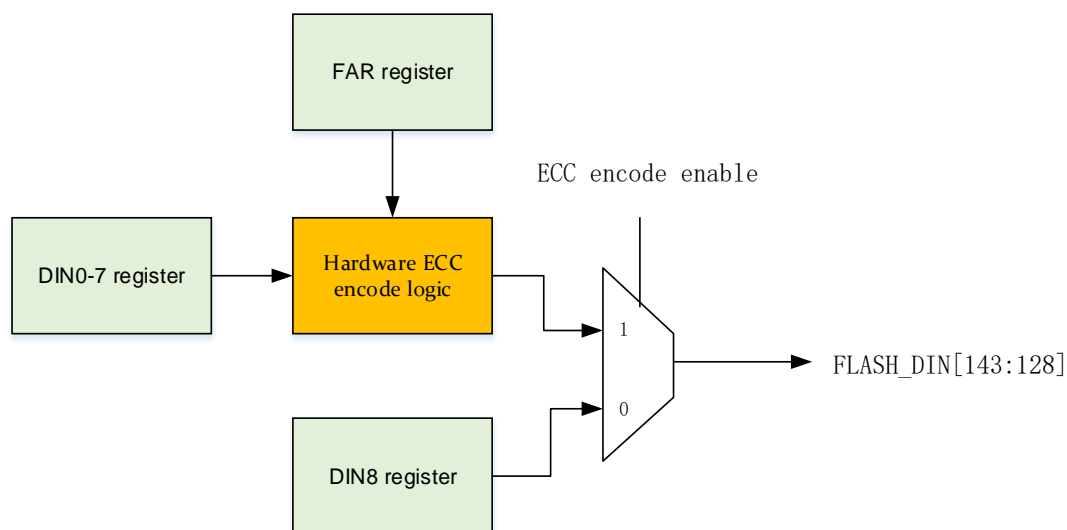 FAR register
ECC encode enable
DIN0-7 register
Hardware ECC
encode logic
1
FLASH_DIN[143:128]
0
DIN8 register